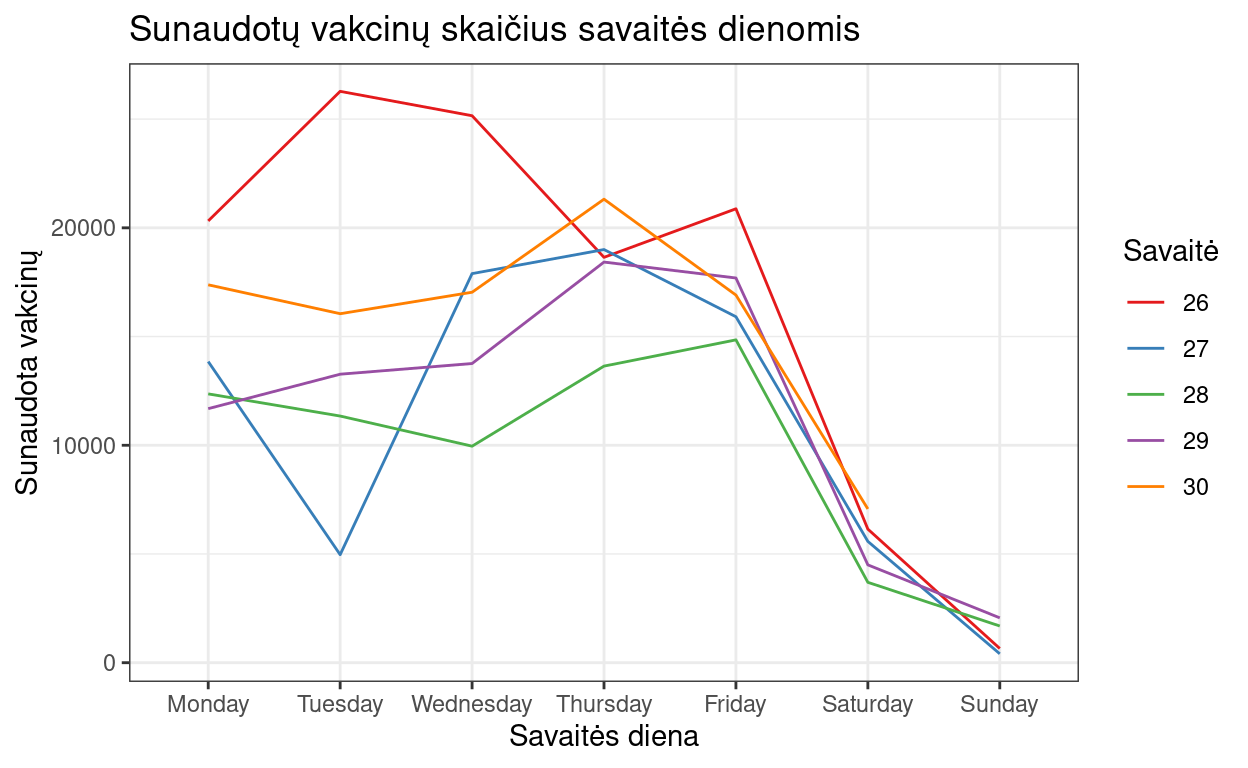 Sunaudotų vakcinų skaičius savaitės dienomis
Sunaudota vakcinų
20000
10000
0
Monday Tuesday Wednesday Thursday Friday Saturday Sunday
Savaitės diena
Savaitė
26
27
28
29
30